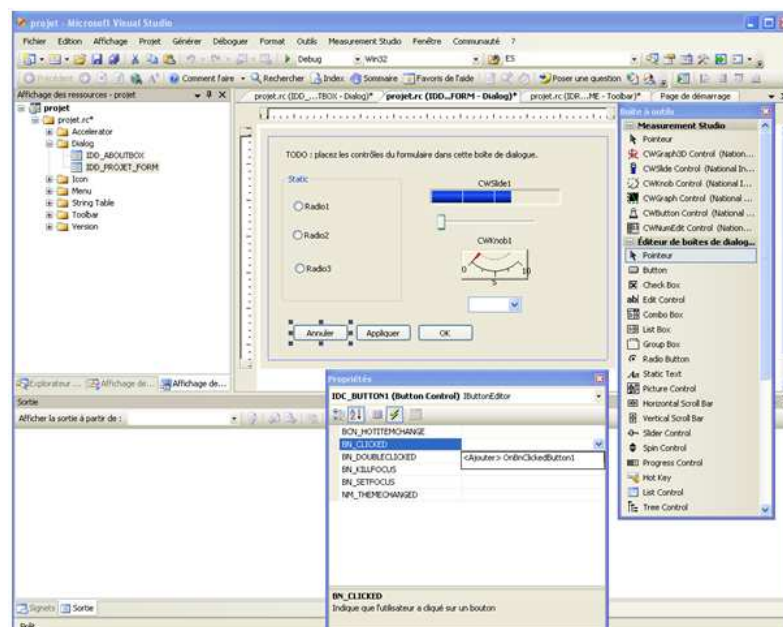 projet - Microsoft Visual Studio
Fichier Edition Affichage Projet Générer Déboguer Format Outils Measurement Studio Fenêtre Communauté ?
Debug Win32 ES
Précédent Comment faire Rechercher Index Sommaire Favoris de l'aide Poser une question
Affichage des ressources - projet
projet
projet.rc*
Accelerator
Dialog
IDD_ABOUTBOX
IDD_PROJET_FORM
Icon
Menu
String Table
Toolbar
Version
Explorateur ... Affichage de... Affichage de...
projet.rc (IDD_...TBOX - Dialog)* projet.rc (IDD...FORM - Dialog)* projet.rc (IDR...ME - Toolbar)* Page de démarrage
TODO : placez les contrôles du formulaire dans cette boîte de dialogue.
Static
Radio1
Radio2
Radio3
CWSlide1
CWKnob1
0 5 10
Annuler Appliquer OK
Boîte à outils
Measurement Studio
Pointeur
CWGraph3D Control (Nation...
CWSlide Control (National In...
CWKnob Control (National I...
CWGraph Control (National ...
CWButton Control (National ...
CWNumEdit Control (Nation...
Éditeur de boîtes de dialog...
Pointeur
Button
Check Box
Edit Control
Combo Box
List Box
Group Box
Radio Button
Static Text
Picture Control
Horizontal Scroll Bar
Vertical Scroll Bar
Slider Control
Spin Control
Progress Control
Hot Key
List Control
Tree Control
Sortie
Afficher la sortie à partir de :
Signets Sortie
Prêt
Propriétés
IDC_BUTTON1 (Button Control) IButtonEditor
BCN_HOTITEMCHANGE
BN_CLICKED
BN_DOUBLECLICKED <Ajouter> OnBnClickedButton1
BN_KILLFOCUS
BN_SETFOCUS
NM_THEMECHANGED
BN_CLICKED
Indique que l'utilisateur a cliqué sur un bouton